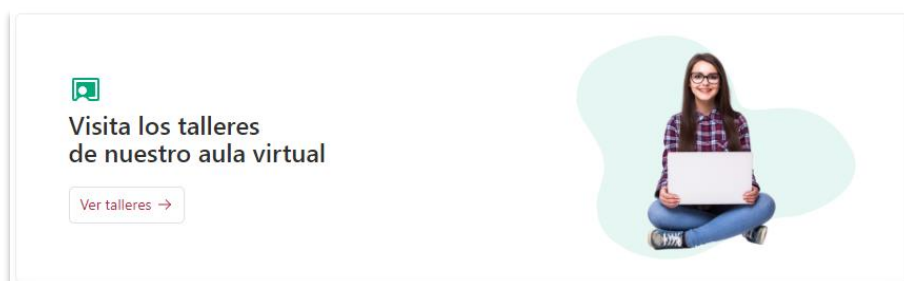 Visita los talleres
de nuestro aula virtual
Ver talleres →